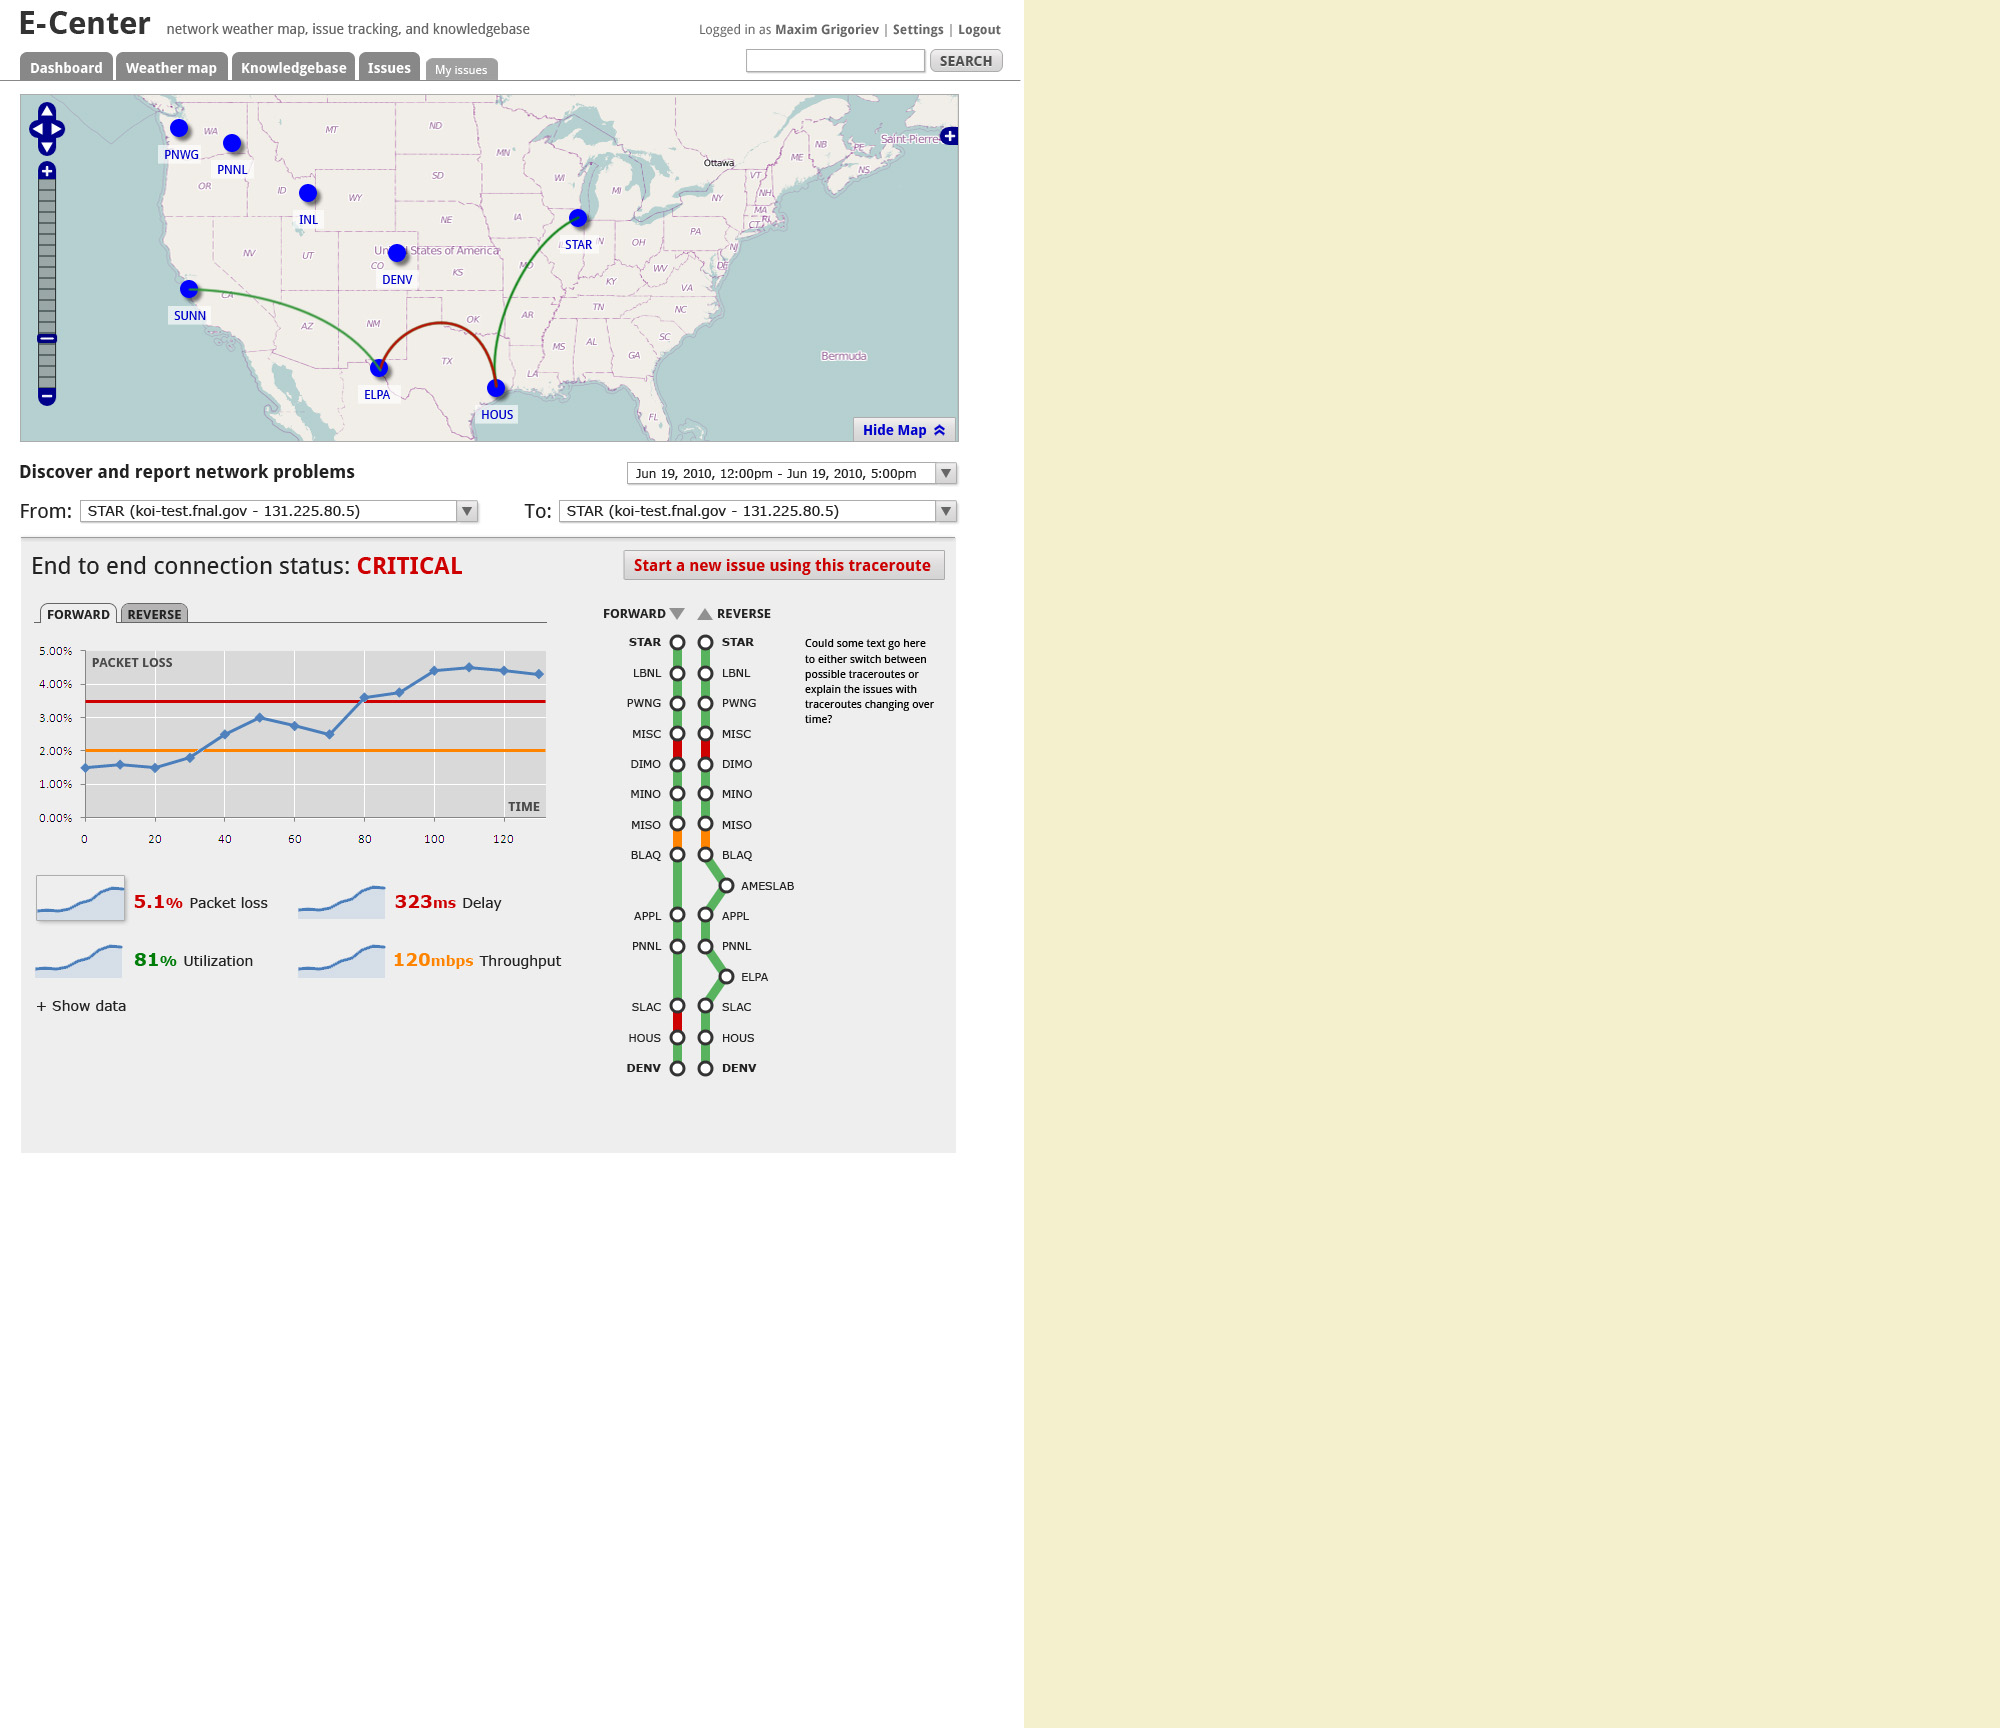 E-Center network weather map, issue tracking, and knowledgebase
Logged in as Maxim Grigoriev | Settings | Logout
Dashboard Weather map Knowledgebase Issues My issues
SEARCH
PNWG
WA
PNNL
MT
ND
OR
ID
INL
WY
SD
MN
WI
MI
Ottawa
NB
PE
Saint-Pierre
ME
NS
VT
NH
NY
MA
RI
CT
NE
IA
STAR
IN
OH
PA
NJ
NV
UT
CO
United States of America
DENV
KS
MO
WV
DE
VA
KY
SUNN
CA
AZ
NM
OK
AR
TN
NC
SC
MS
AL
GA
TX
LA
FL
ELPA
HOUS
Bermuda
Hide Map
Discover and report network problems
Jun 19, 2010, 12:00pm - Jun 19, 2010, 5:00pm
From: STAR (koi-test.fnal.gov - 131.225.80.5)
To: STAR (koi-test.fnal.gov - 131.225.80.5)
End to end connection status: CRITICAL
Start a new issue using this traceroute
FORWARD REVERSE
PACKET LOSS
5.00%
4.00%
3.00%
2.00%
1.00%
0.00%
TIME
0 20 40 60 80 100 120
5.1% Packet loss
323ms Delay
81% Utilization
120mbps Throughput
+ Show data
FORWARD REVERSE
STAR STAR
LBNL LBNL
PWNG PWNG
MISC MISC
DIMO DIMO
MINO MINO
MISO MISO
BLAQ BLAQ
AMESLAB
APPL APPL
PNNL PNNL
ELPA
SLAC SLAC
HOUS HOUS
DENV DENV
Could some text go here
to either switch between
possible traceroutes or
explain the issues with
traceroutes changing over
time?